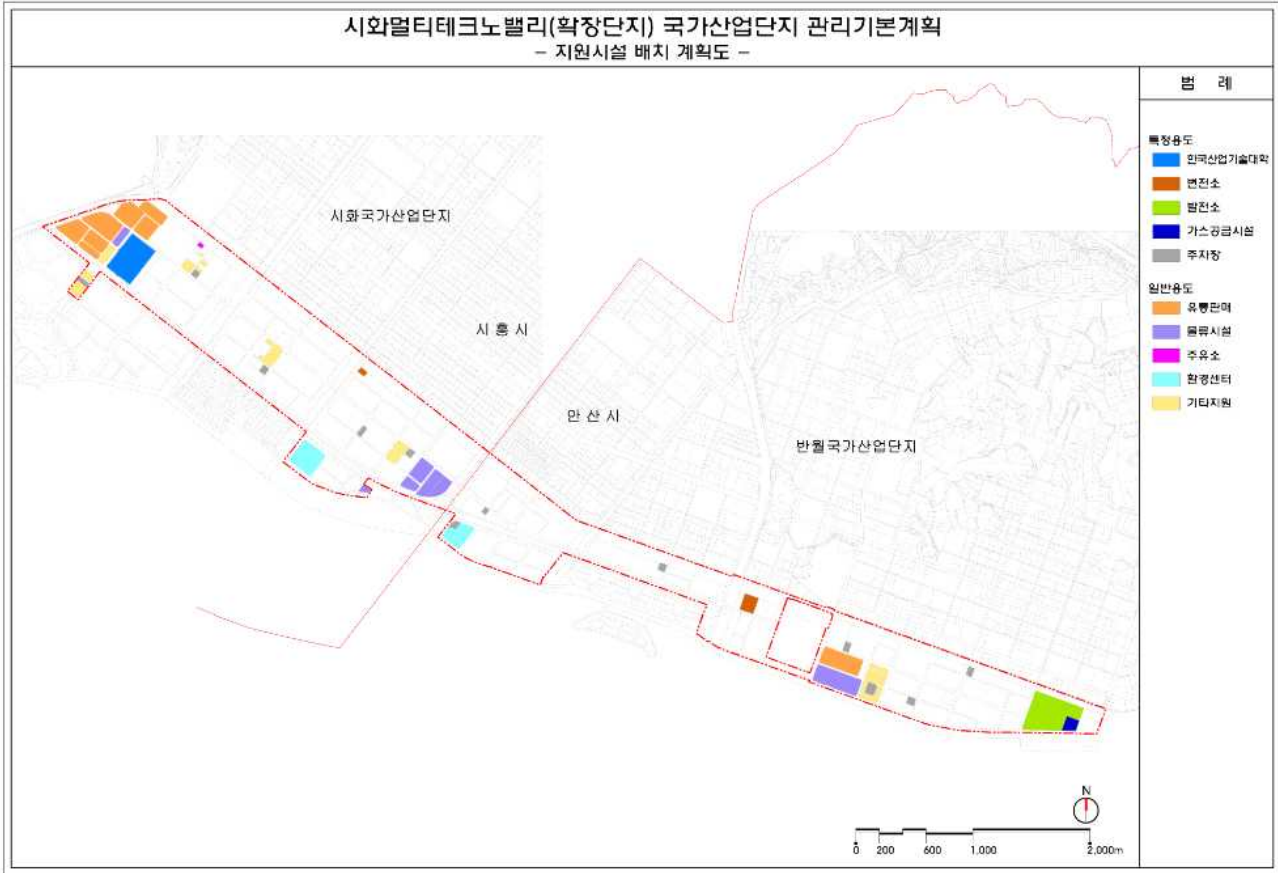 시화멀티테크노밸리(확장단지) 국가산업단지 관리기본계획
- 지원시설 배치 계획도 -
범 례
특정용도
한국산업기술대학
변전소
발전소
가스공급시설
주차장
일반용도
유통판매
물류시설
주유소
환경센터
기타지원
시화국가산업단지
시 흥 시
안 산 시
반월국가산업단지
N
0 200 600 1,000 2,000m